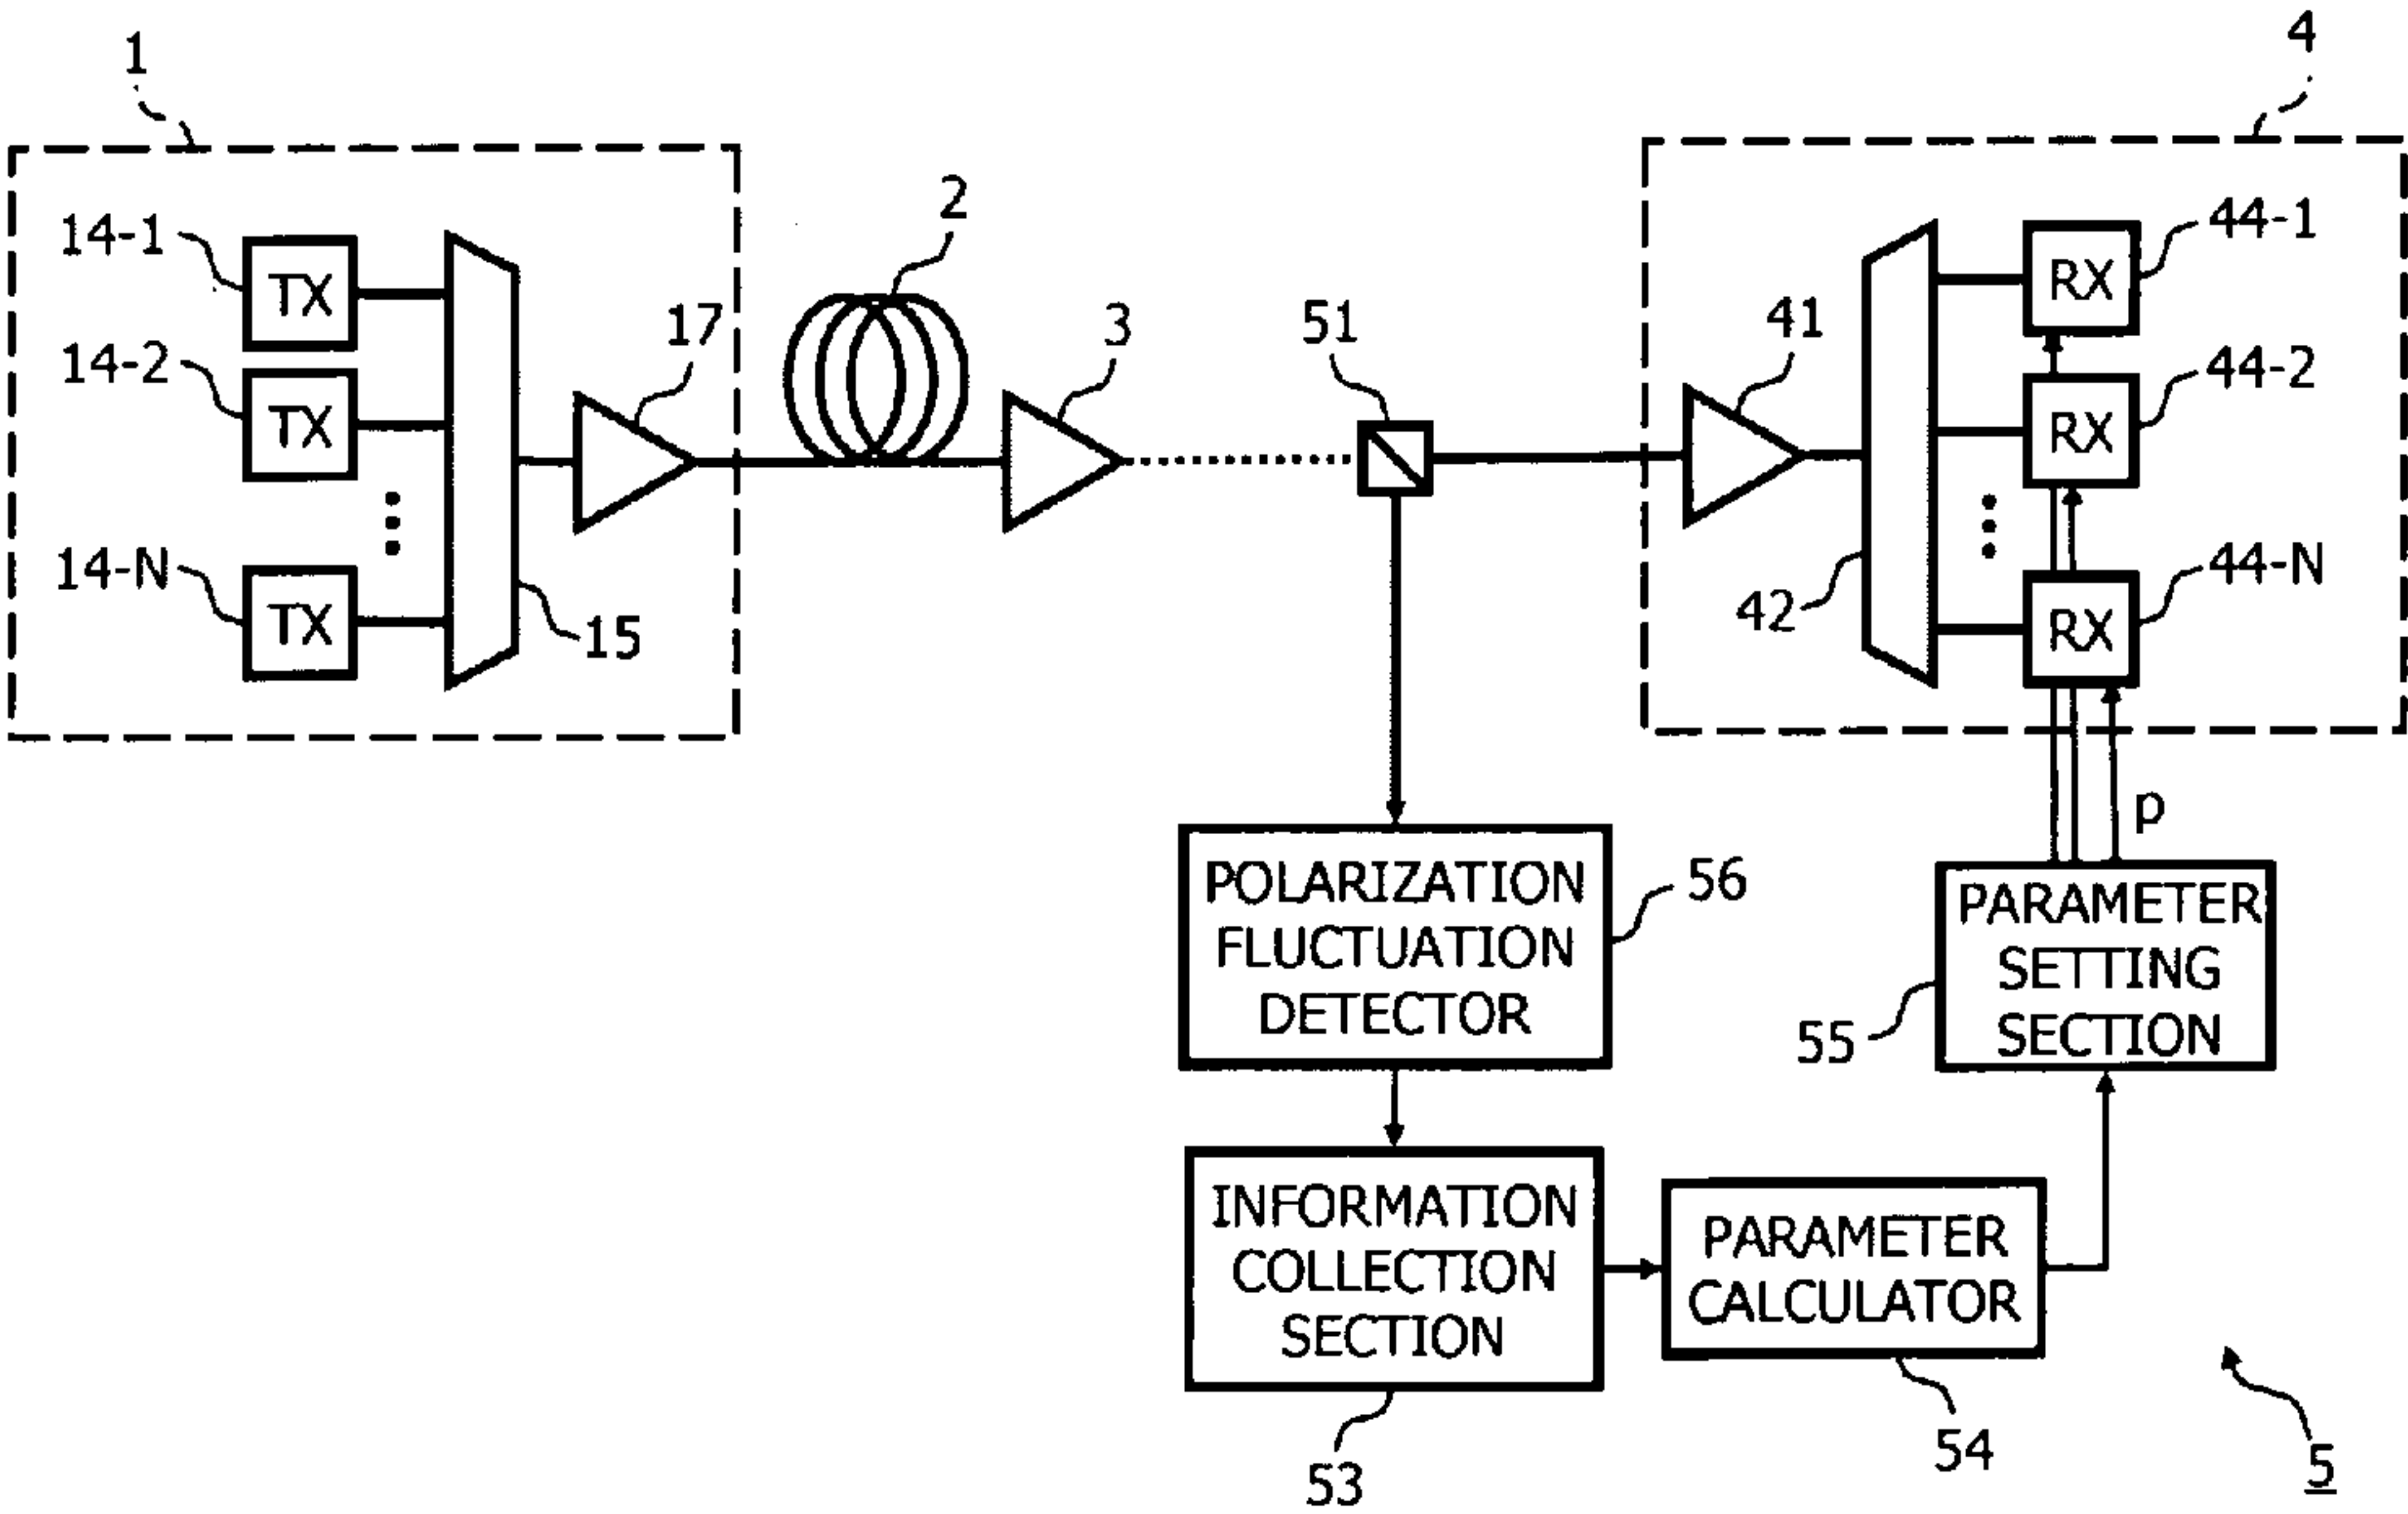 1
4
2
14-1
TX
44-1
RX
17
3
51
41
14-2
TX
44-2
RX
14-N
TX
15
42
44-N
RX
p
POLARIZATION
FLUCTUATION
DETECTOR
56
PARAMETER
SETTING
SECTION
55
INFORMATION
COLLECTION
SECTION
PARAMETER
CALCULATOR
53
54
5